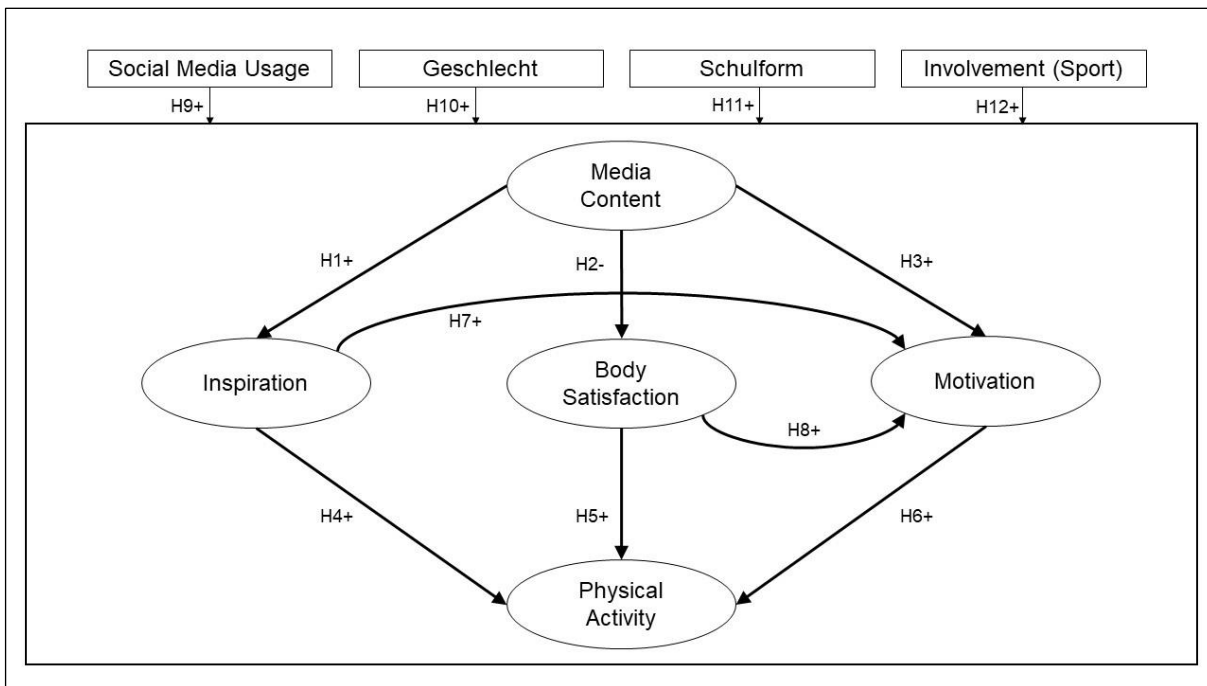 Social Media Usage
Geschlecht
Schulform
Involvement (Sport)
H9+
H10+
H11+
H12+
Media
Content
H1+
H2-
H3+
H7+
Inspiration
Body
Satisfaction
Motivation
H8+
H4+
H5+
H6+
Physical
Activity